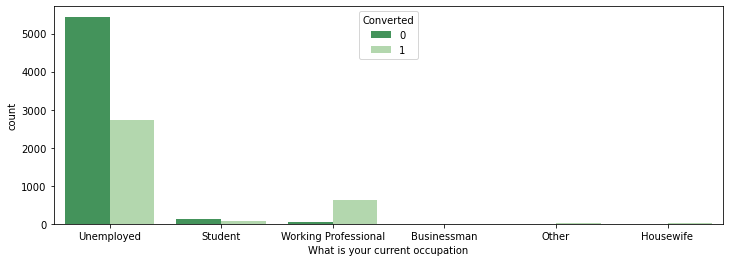 Converted
0
1
5000
4000
3000
2000
1000
0
count
Unemployed Student Working Professional Businessman Other Housewife
What is your current occupation